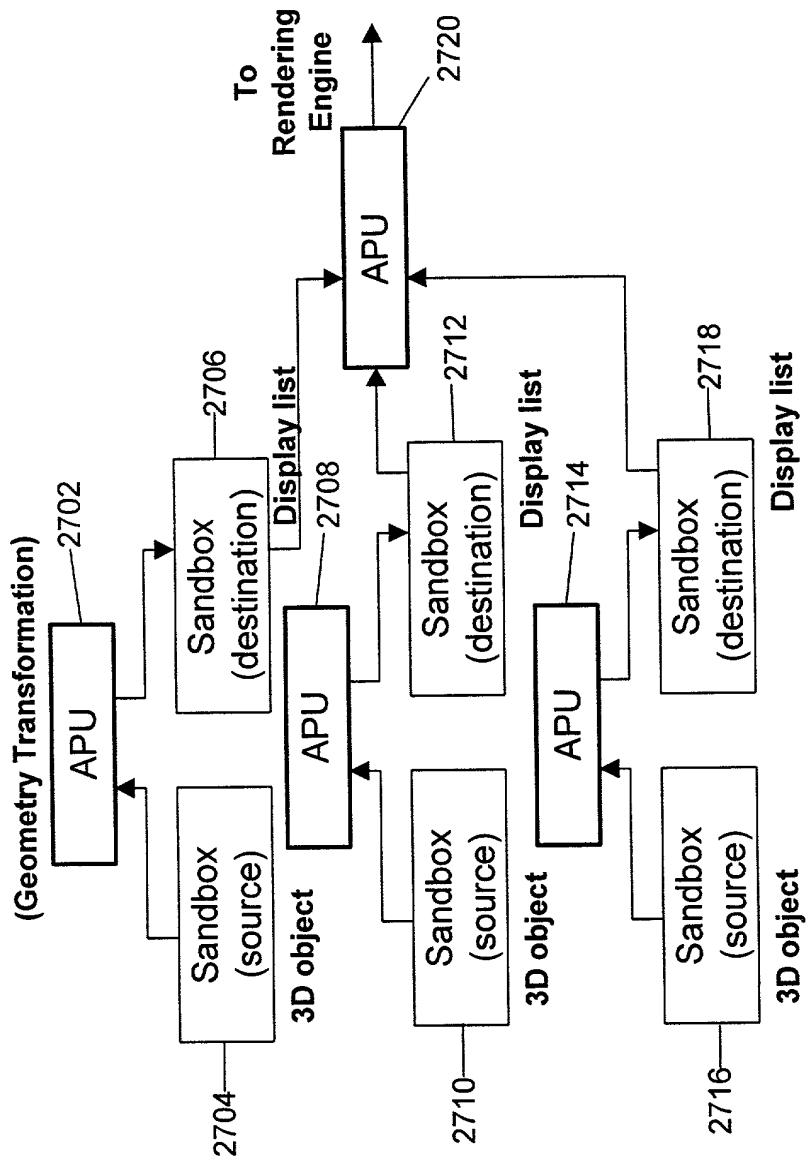 (Geometry Transformation)
APU
2702
Sandbox
(source)
3D object
2704
Sandbox
(destination)
2706
Display list
APU
2708
Sandbox
(source)
3D object
2710
Sandbox
(destination)
2712
Display list
APU
2714
Sandbox
(source)
3D object
2716
Sandbox
(destination)
2718
Display list
APU
2720
To
Rendering
Engine